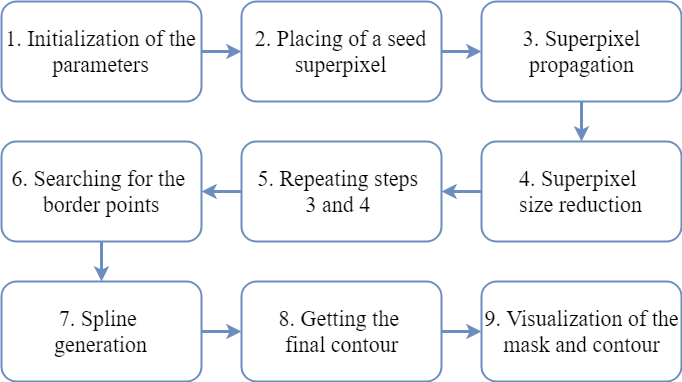 1. Initialization of the
parameters
2. Placing of a seed
superpixel
3. Superpixel
propagation
4. Superpixel
size reduction
5. Repeating steps
3 and 4
6. Searching for the
border points
7. Spline
generation
8. Getting the
final contour
9. Visualization of the
mask and contour